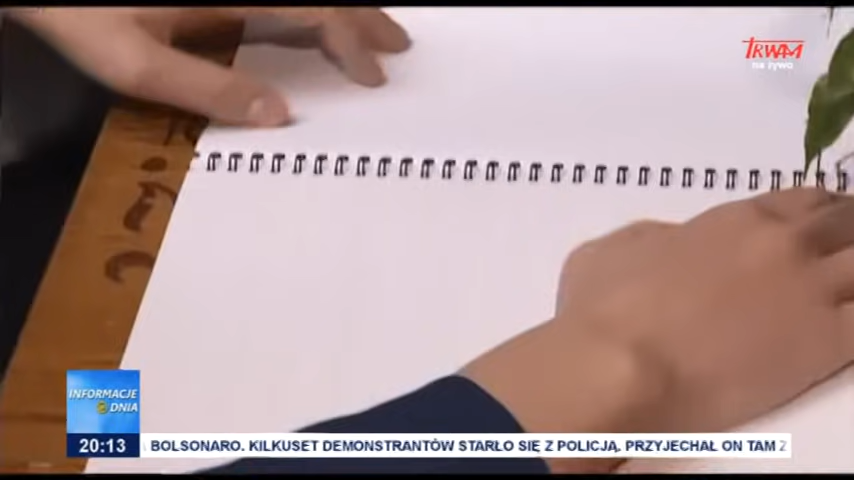 TRWAM
na żywo
INFORMACJE
DNIA
20:13
BOLSONARO. KILKUSET DEMONSTRANTÓW STARŁO SIĘ Z POLICJĄ. PRZYJECHAŁ ON TAM Z